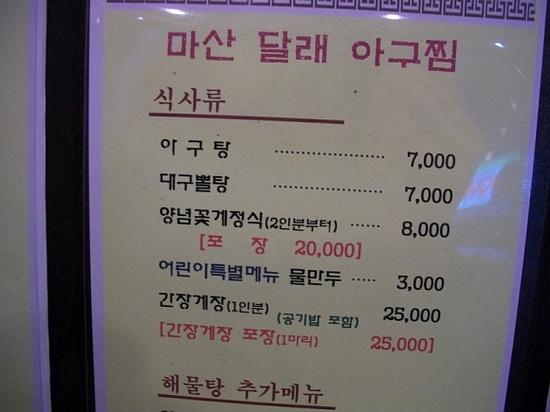 마산 달래 아구찜
식사류
아 구 탕 ..................... 7,000
대구뽈탕 ..................... 7,000
양념꽃게정식(2인분부터) ...... 8,000
[포 장 20,000]
어린이특별메뉴 물만두 ..... 3,000
간장게장(1인분) (공기밥 포함) 25,000
[간장게장 포장(1마리) 25,000]
해물탕 추가메뉴